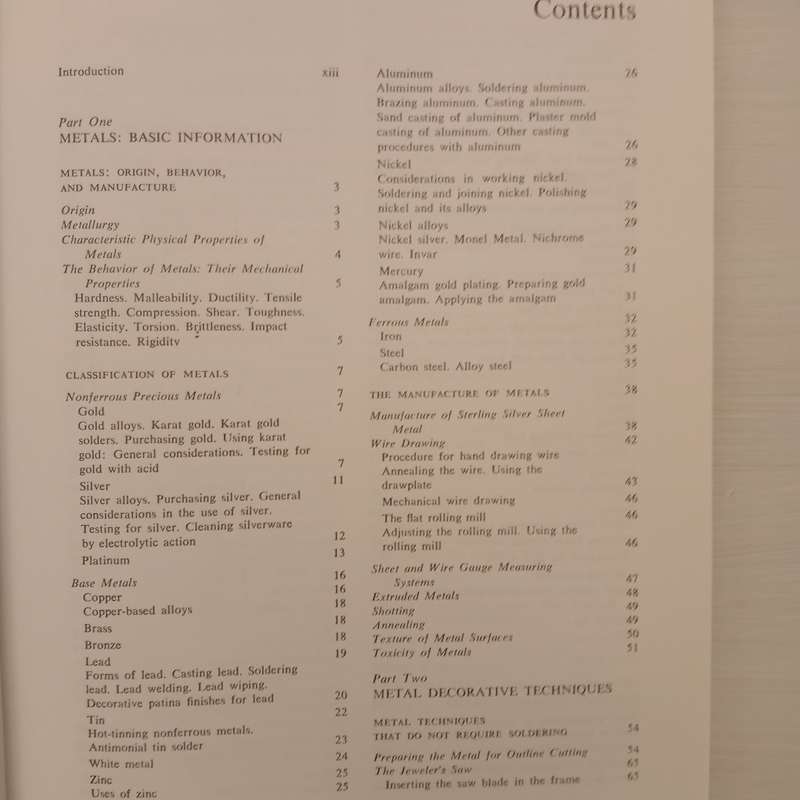 Contents
Introduction xiii
Part One
METALS: BASIC INFORMATION
METALS: ORIGIN, BEHAVIOR,
AND MANUFACTURE 3
Origin 3
Metallurgy 3
Characteristic Physical Properties of
Metals 4
The Behavior of Metals: Their Mechanical
Properties 5
Hardness. Malleability. Ductility. Tensile
strength. Compression. Shear. Toughness.
Elasticity. Torsion. Brittleness. Impact
resistance. Rigidity 5
CLASSIFICATION OF METALS 7
Nonferrous Precious Metals 7
Gold 7
Gold alloys. Karat gold. Karat gold
solders. Purchasing gold. Using karat
gold: General considerations. Testing for
gold with acid 7
Silver 11
Silver alloys. Purchasing silver. General
considerations in the use of silver.
Testing for silver. Cleaning silverware
by electrolytic action 12
Platinum 13
Base Metals 16
Copper 16
Copper-based alloys 18
Brass 18
Bronze 18
Lead 19
Forms of lead. Casting lead. Soldering
lead. Lead welding. Lead wiping.
Decorative patina finishes for lead 20
Tin 22
Hot-tinning nonferrous metals.
Antimonial tin solder 23
White metal 24
Zinc 25
Uses of zinc 25
Aluminum 26
Aluminum alloys. Soldering aluminum.
Brazing aluminum. Casting aluminum.
Sand casting of aluminum. Plaster mold
casting of aluminum. Other casting
procedures with aluminum 26
Nickel 28
Considerations in working nickel.
Soldering and joining nickel. Polishing
nickel and its alloys 29
Nickel alloys 29
Nickel silver. Monel Metal. Nichrome
wire. Invar 29
Mercury 31
Amalgam gold plating. Preparing gold
amalgam. Applying the amalgam 31
Ferrous Metals 32
Iron 32
Steel 35
Carbon steel. Alloy steel 35
THE MANUFACTURE OF METALS 38
Manufacture of Sterling Silver Sheet
Metal 38
Wire Drawing 42
Procedure for hand drawing wire
Annealing the wire. Using the
drawplate 43
Mechanical wire drawing 46
The flat rolling mill 46
Adjusting the rolling mill. Using the
rolling mill 46
Sheet and Wire Gauge Measuring
Systems 47
Extruded Metals 48
Shotting 49
Annealing 49
Texture of Metal Surfaces 50
Toxicity of Metals 51
Part Two
METAL DECORATIVE TECHNIQUES
METAL TECHNIQUES
THAT DO NOT REQUIRE SOLDERING 54
Preparing the Metal for Outline Cutting 54
The Jeweler's Saw 65
Inserting the saw blade in the frame 65